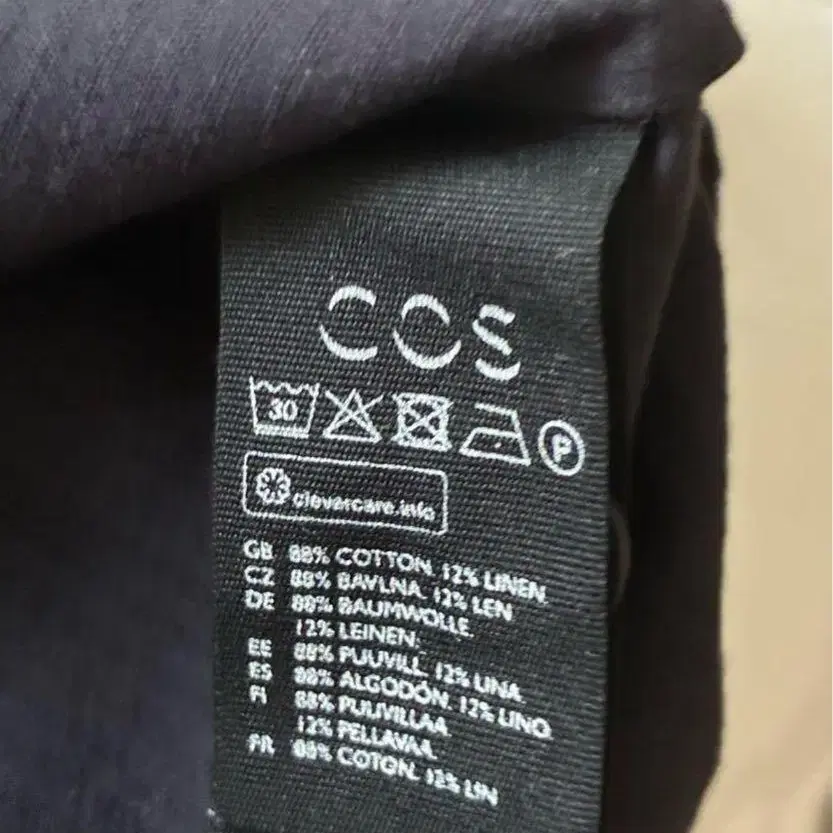 COS
30
P
clevercare.info
GB 88% COTTON. 12% LINEN.
CZ 88% BAVLNA. 12% LEN
DE 88% BAUMWOLLE.
12% LEINEN.
EE 88% PUUVILL. 12% LINA
ES 88% ALGODÓN. 12% LINO.
FI 88% PUUVILLAA.
12% PELLAVAA.
FR 88% COTON. 12% LIN